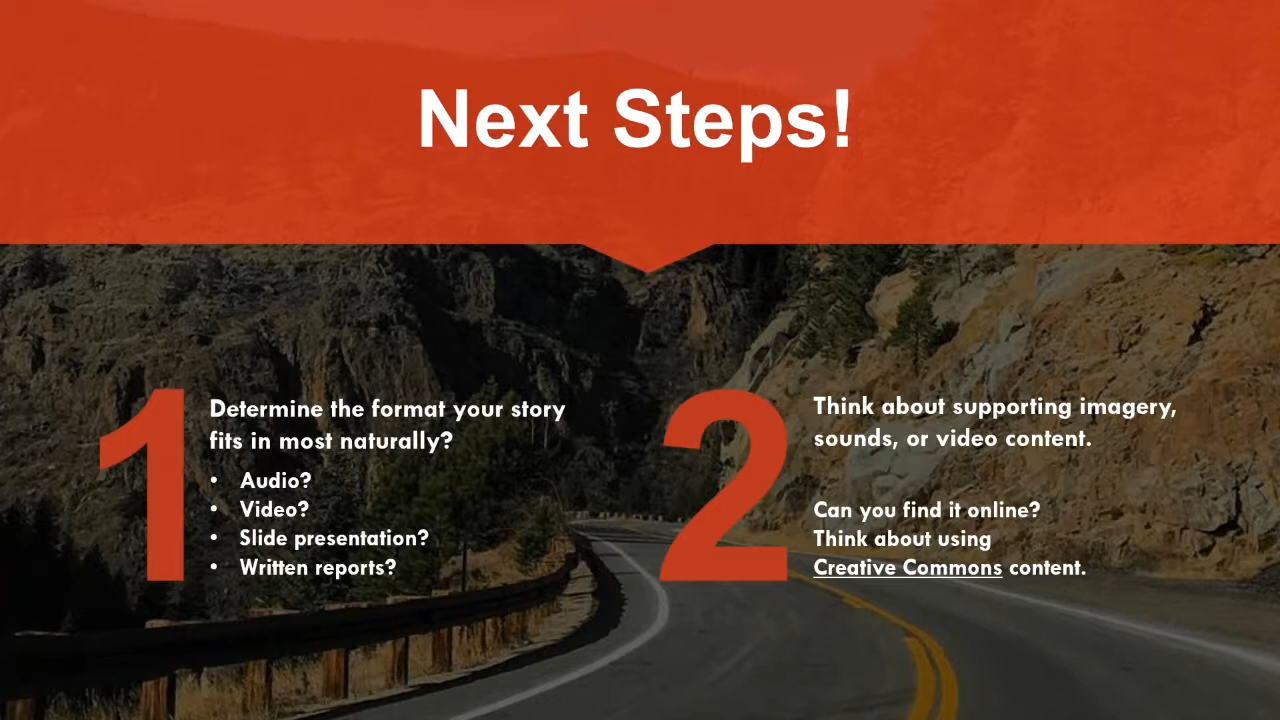 Next Steps!
1
Determine the format your story
fits in most naturally?
• Audio?
• Video?
• Slide presentation?
• Written reports?
2
Think about supporting imagery,
sounds, or video content.
Can you find it online?
Think about using
Creative Commons content.